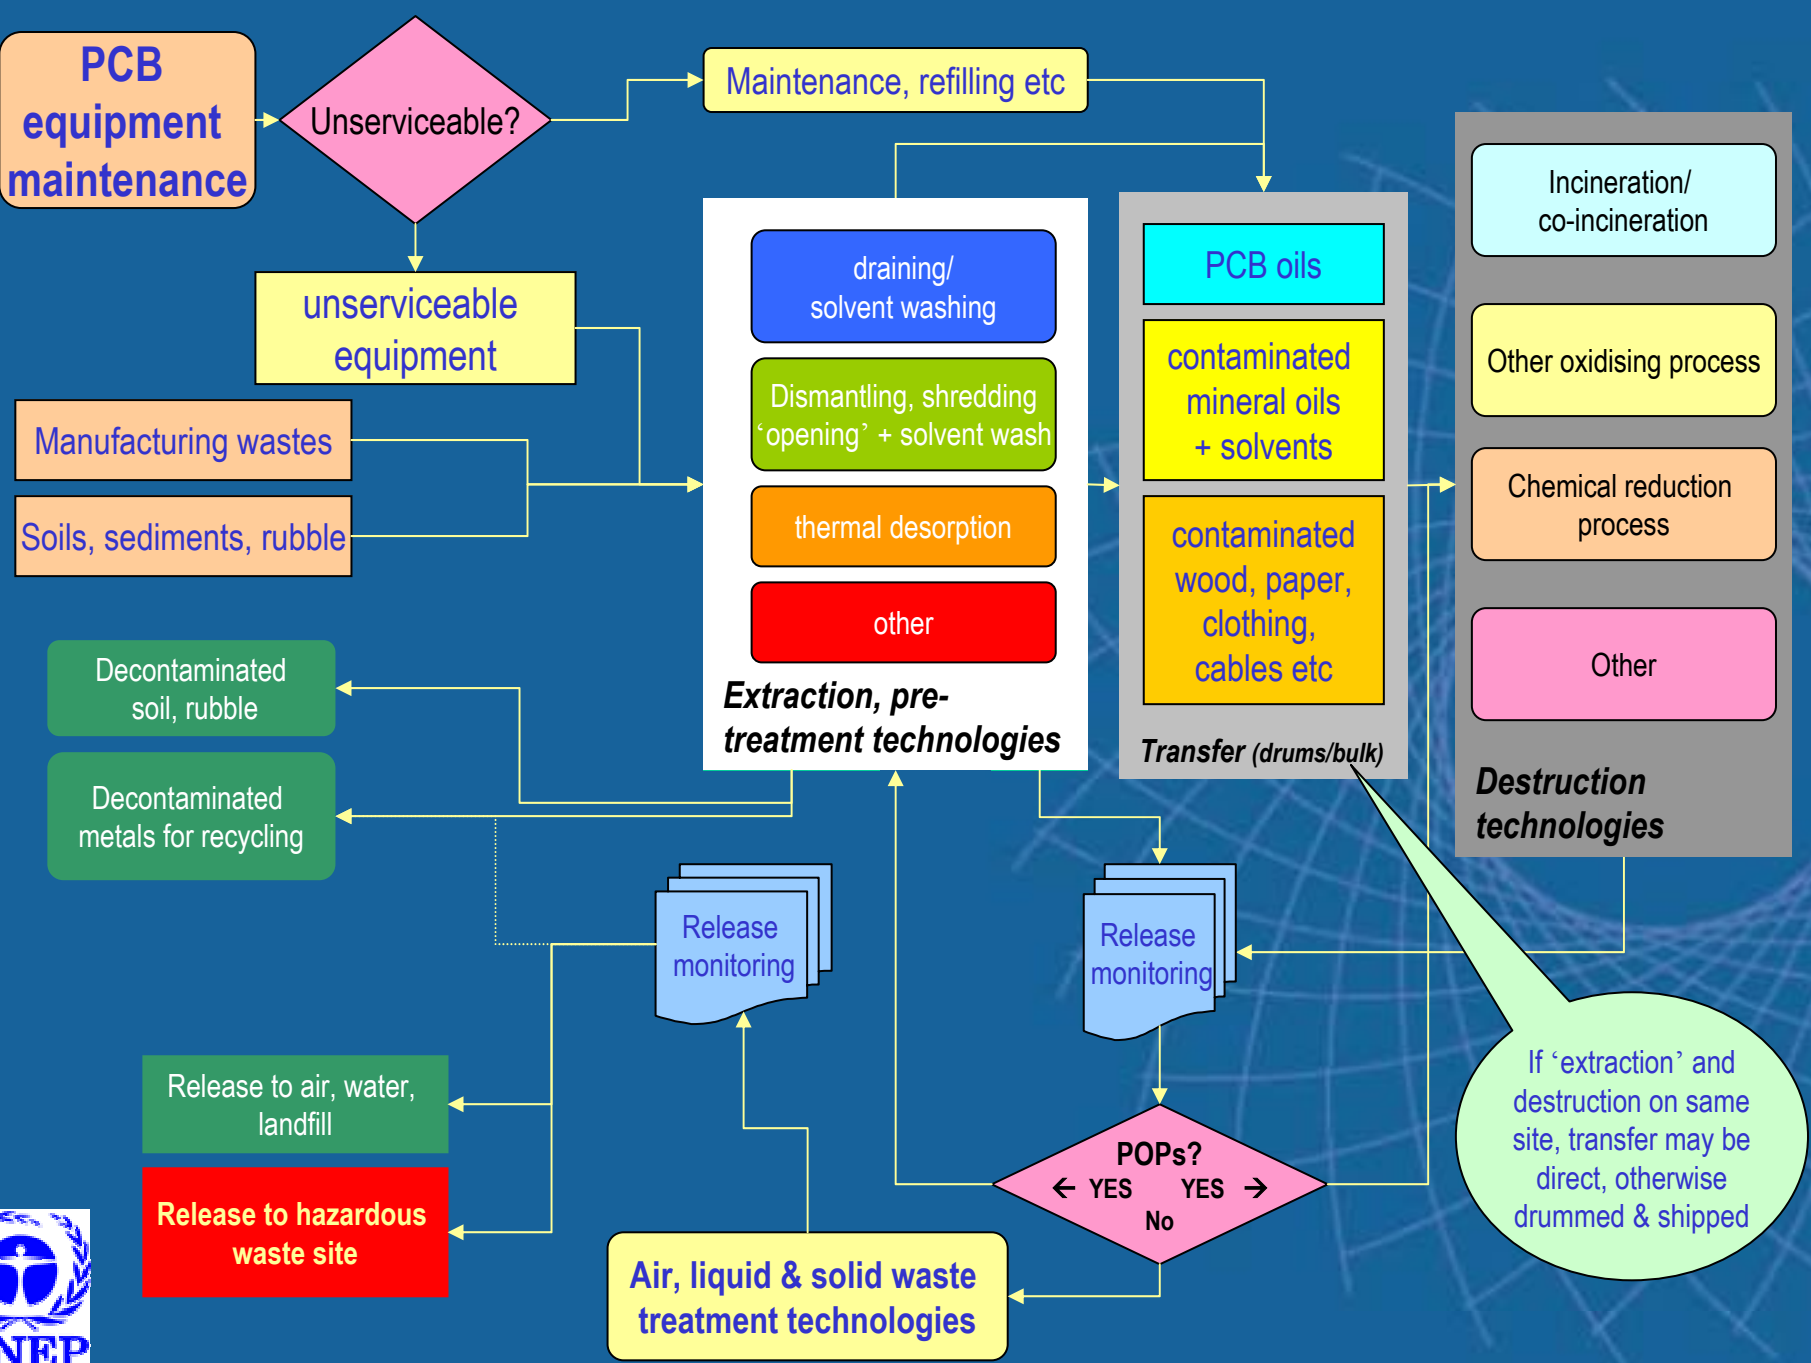 PCB
equipment
maintenance
Unserviceable?
Maintenance, refilling etc
unserviceable
equipment
Manufacturing wastes
Soils, sediments, rubble
draining/
solvent washing
Dismantling, shredding
‘opening’ + solvent wash
thermal desorption
other
Extraction, pre-
treatment technologies
PCB oils
contaminated
mineral oils
+ solvents
contaminated
wood, paper,
clothing,
cables etc
Transfer (drums/bulk)
Incineration/
co-incineration
Other oxidising process
Chemical reduction
process
Other
Destruction
technologies
Decontaminated
soil, rubble
Decontaminated
metals for recycling
Release
monitoring
Release
monitoring
Release to air, water,
landfill
Release to hazardous
waste site
POPs?
← YES YES →
No
Air, liquid & solid waste
treatment technologies
If ‘extraction’ and
destruction on same
site, transfer may be
direct, otherwise
drummed & shipped
NEP